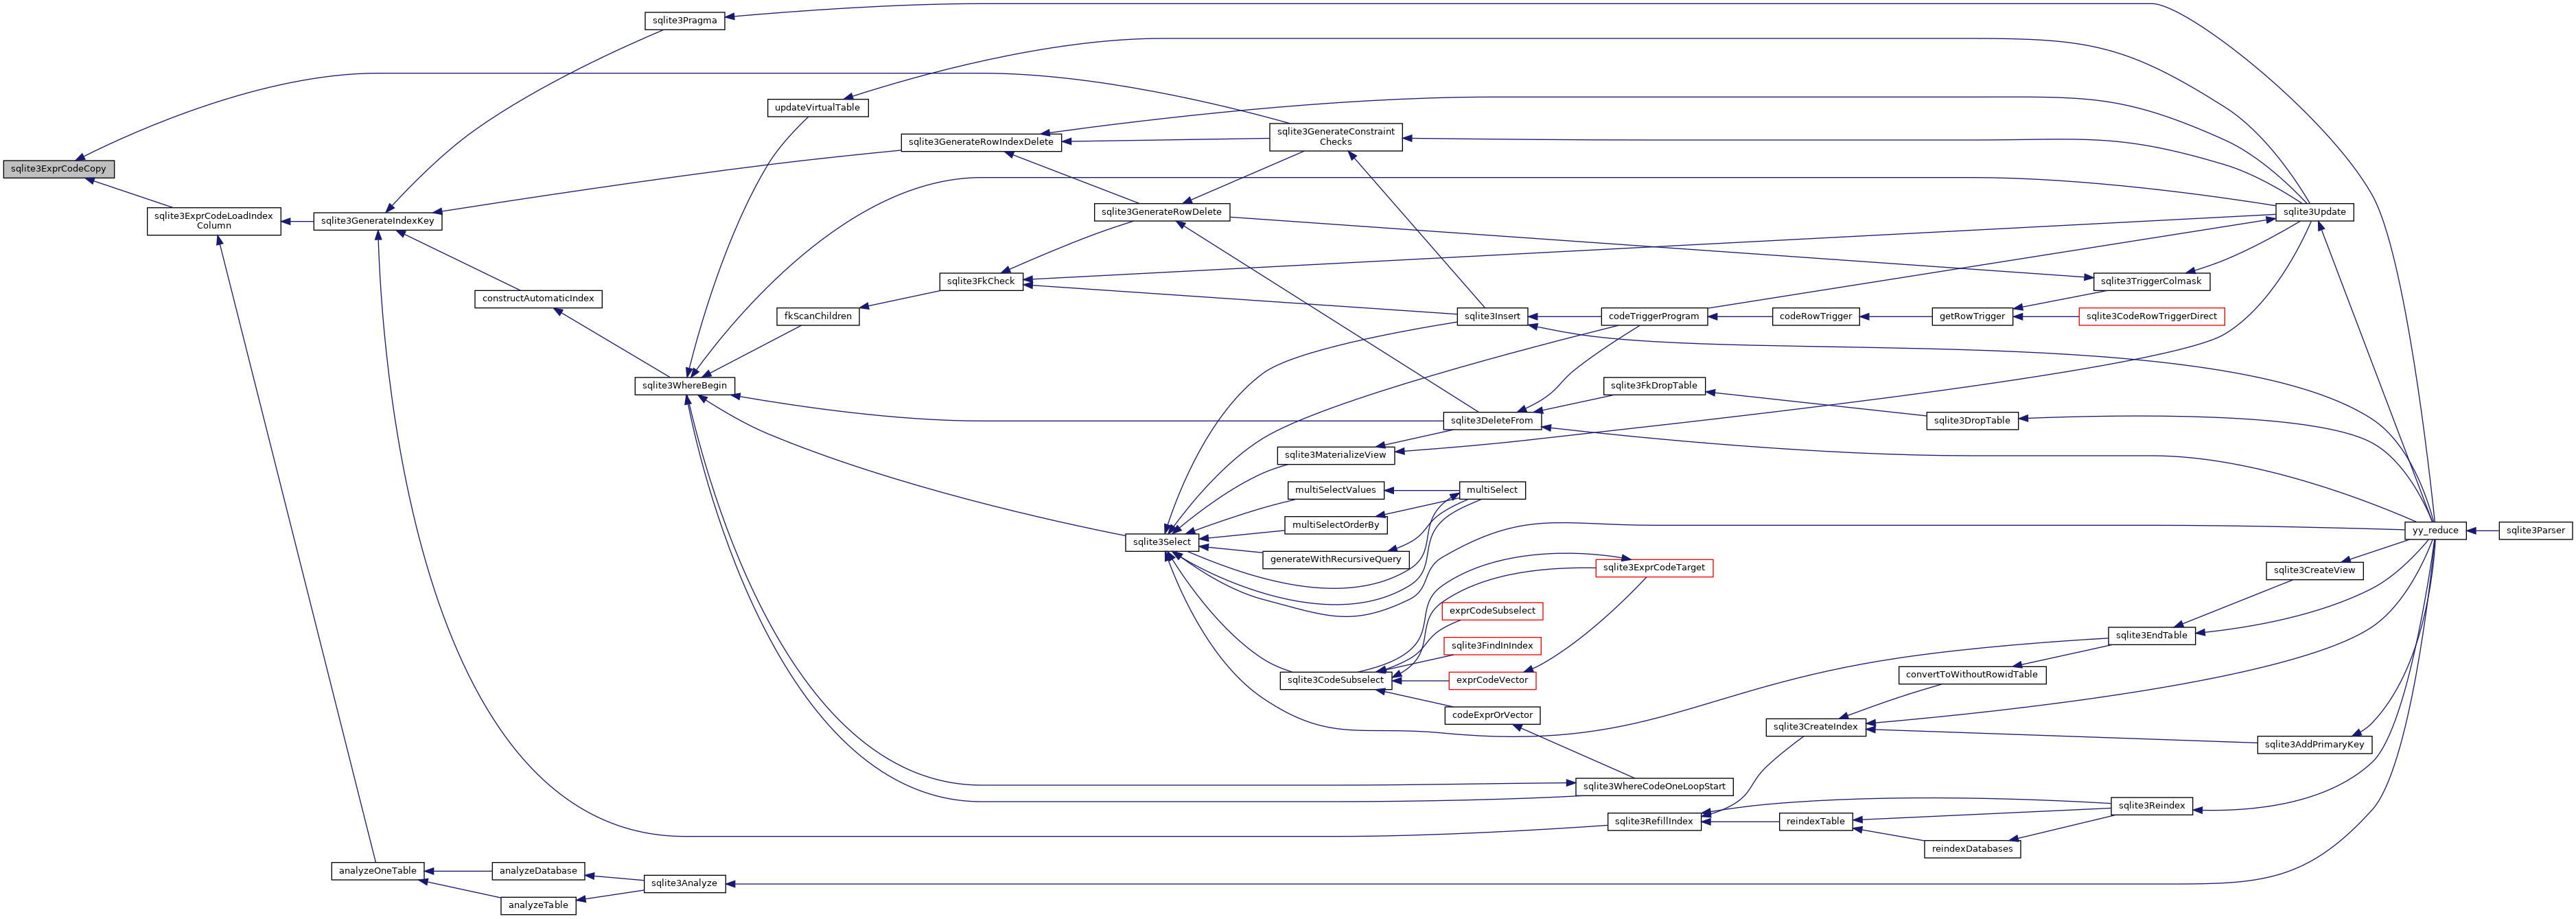 sqlite3Pragma
updateVirtualTable
sqlite3GenerateConstraint
Checks
sqlite3GenerateRowIndexDelete
sqlite3ExprCodeCopy
sqlite3ExprCodeLoadIndex
Column
sqlite3GenerateIndexKey
sqlite3GenerateRowDelete
sqlite3Update
sqlite3FkCheck
sqlite3TriggerColmask
constructAutomaticIndex
fkScanChildren
sqlite3Insert
codeTriggerProgram
codeRowTrigger
getRowTrigger
sqlite3CodeRowTriggerDirect
sqlite3WhereBegin
sqlite3FkDropTable
sqlite3DeleteFrom
sqlite3DropTable
sqlite3MaterializeView
multiSelectValues
multiSelect
multiSelectOrderBy
yy_reduce
sqlite3Parser
sqlite3Select
generateWithRecursiveQuery
sqlite3ExprCodeTarget
sqlite3CreateView
exprCodeSubselect
sqlite3EndTable
sqlite3FindInIndex
convertToWithoutRowidTable
sqlite3CodeSubselect
exprCodeVector
codeExprOrVector
sqlite3CreateIndex
sqlite3AddPrimaryKey
sqlite3WhereCodeOneLoopStart
sqlite3Reindex
sqlite3RefillIndex
reindexTable
reindexDatabases
analyzeOneTable
analyzeDatabase
sqlite3Analyze
analyzeTable